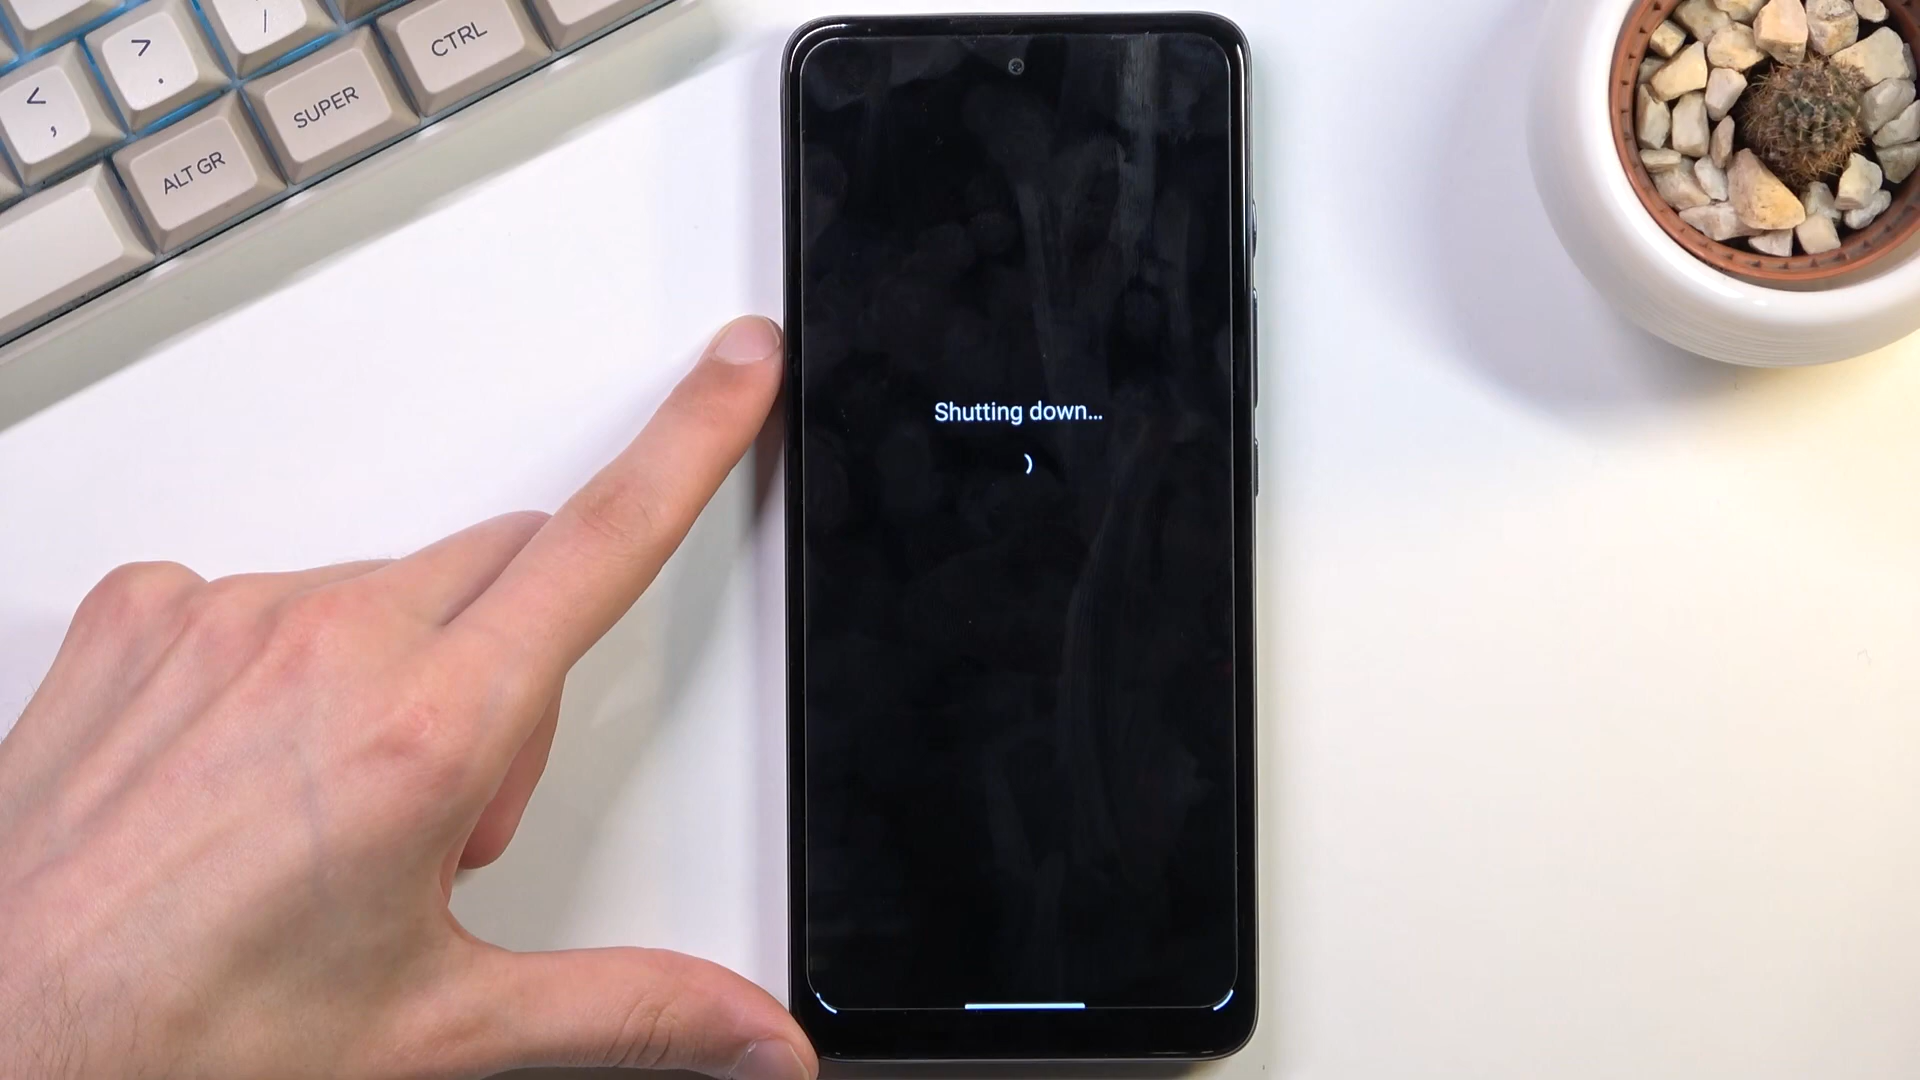 >
.
/
<
,
CTRL
SUPER
ALT GR
Shutting down...